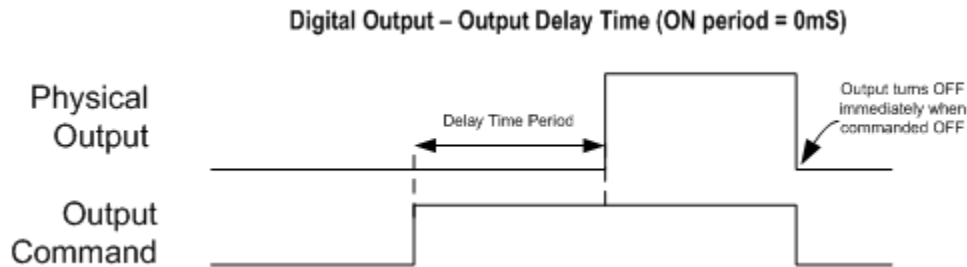 Digital Output – Output Delay Time (ON period = 0mS)
Physical
Output
Delay Time Period
Output turns OFF
immediately when
commanded OFF
Output
Command